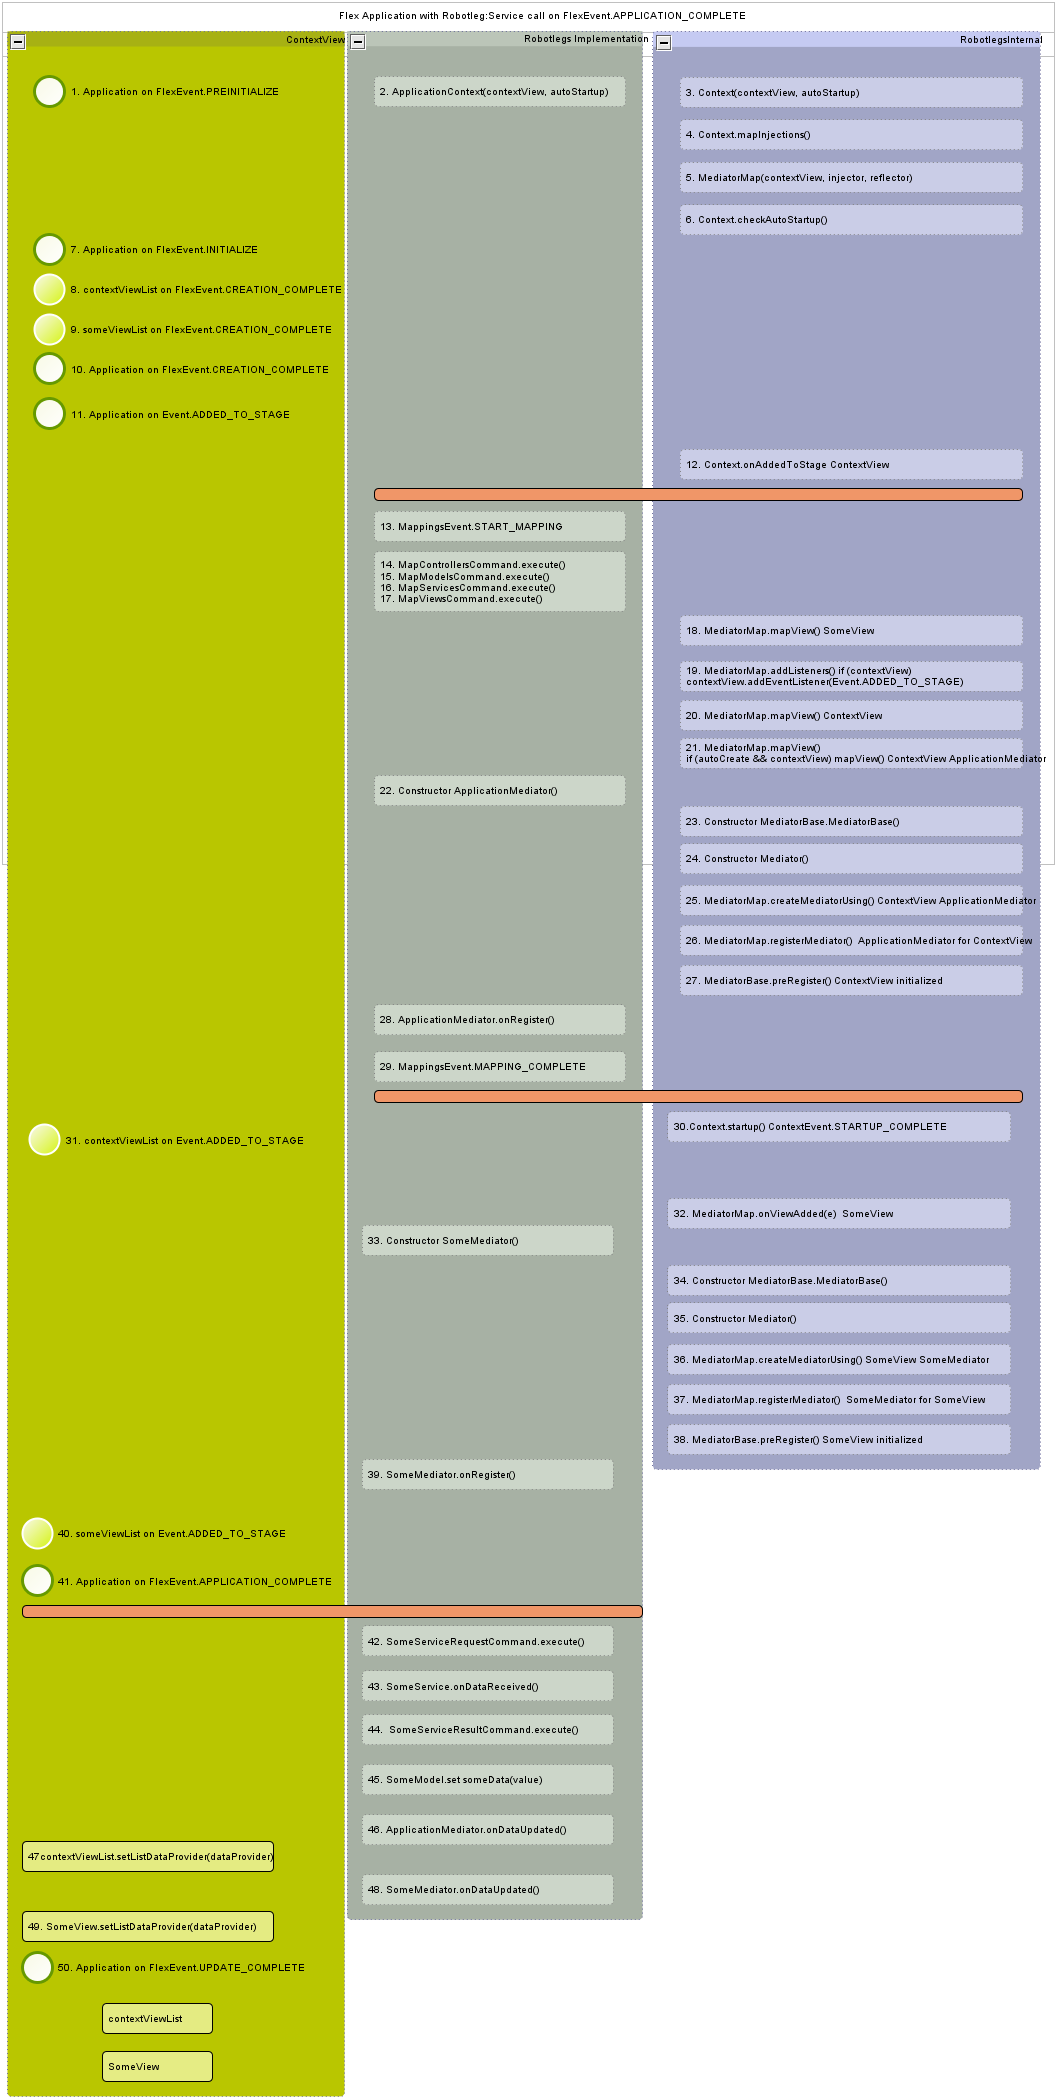 Flex Application with Robotleg:Service call on FlexEvent.APPLICATION_COMPLETE
ContextView
Robotlegs Implementation
RobotlegsInternal
1. Application on FlexEvent.PREINITIALIZE
2. ApplicationContext(contextView, autoStartup)
3. Context(contextView, autoStartup)
4. Context.mapInjections()
5. MediatorMap(contextView, injector, reflector)
6. Context.checkAutoStartup()
7. Application on FlexEvent.INITIALIZE
8. contextViewList on FlexEvent.CREATION_COMPLETE
9. someViewList on FlexEvent.CREATION_COMPLETE
10. Application on FlexEvent.CREATION_COMPLETE
11. Application on Event.ADDED_TO_STAGE
12. Context.onAddedToStage ContextView
13. MappingsEvent.START_MAPPING
14. MapControllersCommand.execute()
15. MapModelsCommand.execute()
16. MapServicesCommand.execute()
17. MapViewsCommand.execute()
18. MediatorMap.mapView() SomeView
19. MediatorMap.addListeners() if (contextView)
contextView.addEventListener(Event.ADDED_TO_STAGE)
20. MediatorMap.mapView() ContextView
21. MediatorMap.mapView()
if (autoCreate && contextView) mapView() ContextView ApplicationMediator
22. Constructor ApplicationMediator()
23. Constructor MediatorBase.MediatorBase()
24. Constructor Mediator()
25. MediatorMap.createMediatorUsing() ContextView ApplicationMediator
26. MediatorMap.registerMediator()  ApplicationMediator for ContextView
27. MediatorBase.preRegister() ContextView initialized
28. ApplicationMediator.onRegister()
29. MappingsEvent.MAPPING_COMPLETE
30.Context.startup() ContextEvent.STARTUP_COMPLETE
31. contextViewList on Event.ADDED_TO_STAGE
32. MediatorMap.onViewAdded(e)  SomeView
33. Constructor SomeMediator()
34. Constructor MediatorBase.MediatorBase()
35. Constructor Mediator()
36. MediatorMap.createMediatorUsing() SomeView SomeMediator
37. MediatorMap.registerMediator()  SomeMediator for SomeView
38. MediatorBase.preRegister() SomeView initialized
39. SomeMediator.onRegister()
40. someViewList on Event.ADDED_TO_STAGE
41. Application on FlexEvent.APPLICATION_COMPLETE
42. SomeServiceRequestCommand.execute()
43. SomeService.onDataReceived()
44.  SomeServiceResultCommand.execute()
45. SomeModel.set someData(value)
46. ApplicationMediator.onDataUpdated()
47contextViewList.setListDataProvider(dataProvider)
48. SomeMediator.onDataUpdated()
49. SomeView.setListDataProvider(dataProvider)
50. Application on FlexEvent.UPDATE_COMPLETE
contextViewList
SomeView